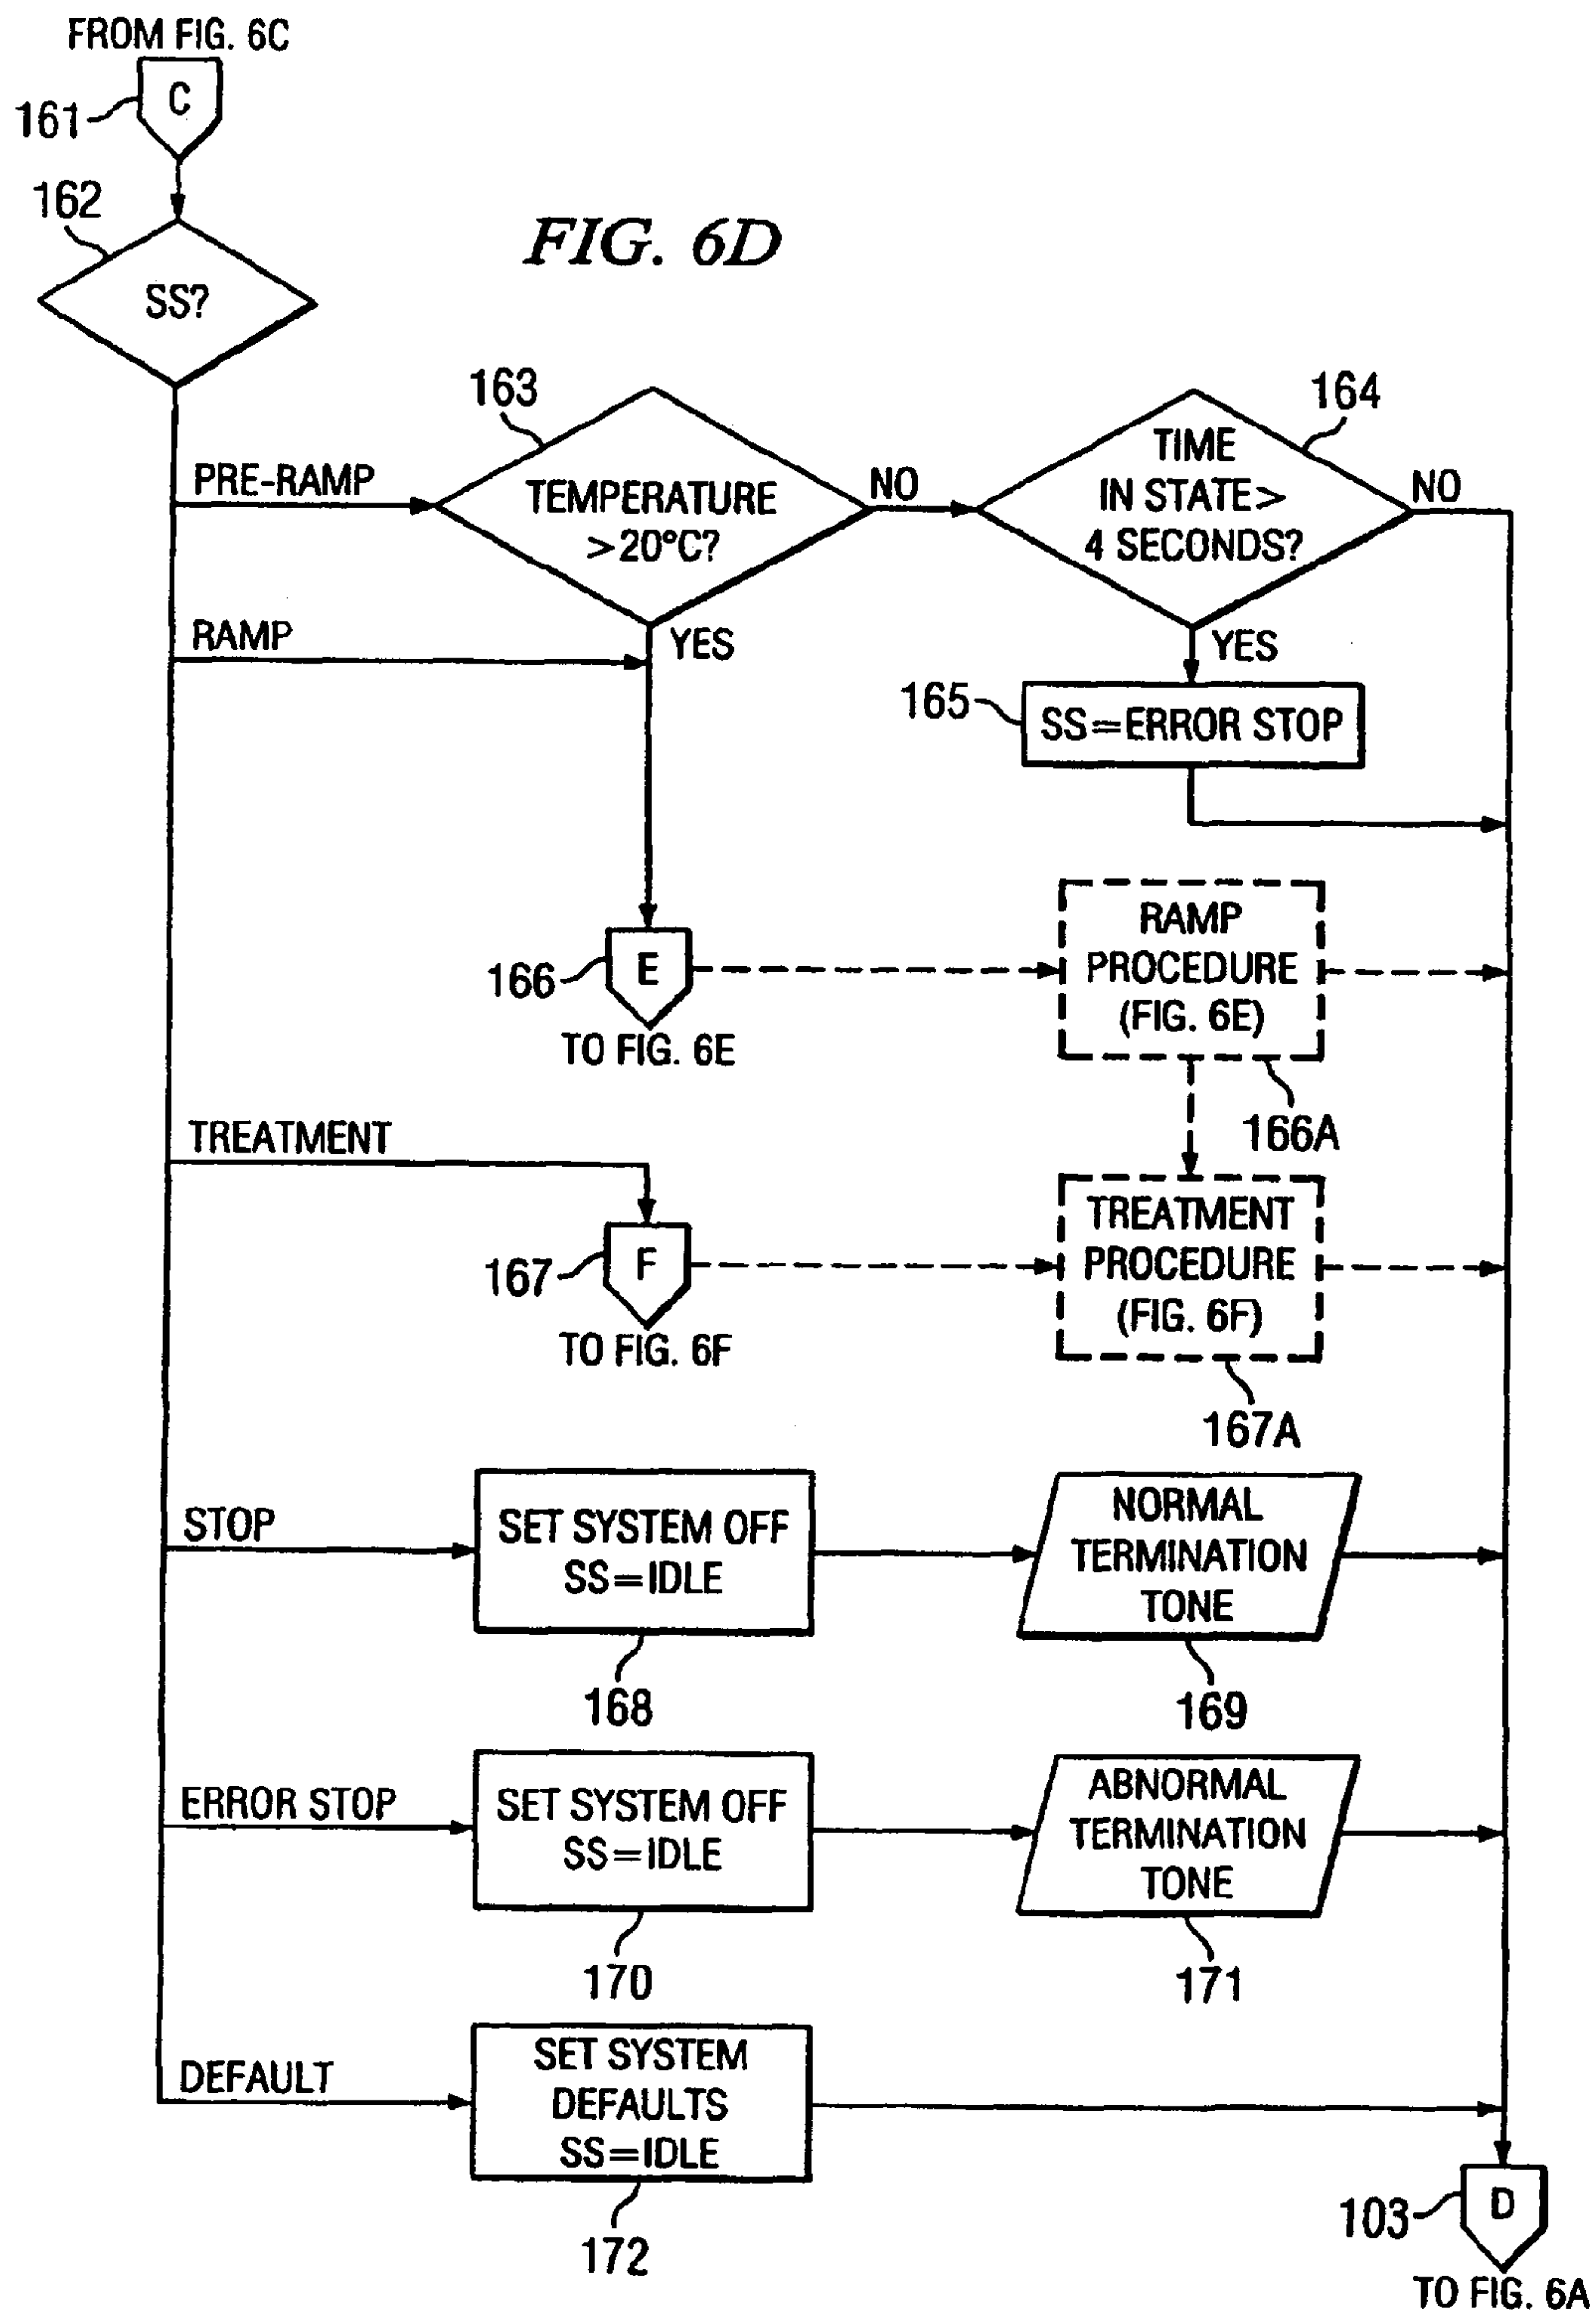 FROM FIG. 6C
C
161
162
SS?
FIG. 6D
163
164
PRE-RAMP
TEMPERATURE
>20°C?
NO
TIME
IN STATE>
4 SECONDS?
NO
RAMP
YES
YES
165
SS=ERROR STOP
166
E
TO FIG. 6E
RAMP
PROCEDURE
(FIG. 6E)
166A
TREATMENT
167
F
TO FIG. 6F
TREATMENT
PROCEDURE
(FIG. 6F)
167A
STOP
SET SYSTEM OFF
SS=IDLE
168
NORMAL
TERMINATION
TONE
169
ERROR STOP
SET SYSTEM OFF
SS=IDLE
170
ABNORMAL
TERMINATION
TONE
171
DEFAULT
SET SYSTEM
DEFAULTS
SS=IDLE
172
103
D
TO FIG. 6A